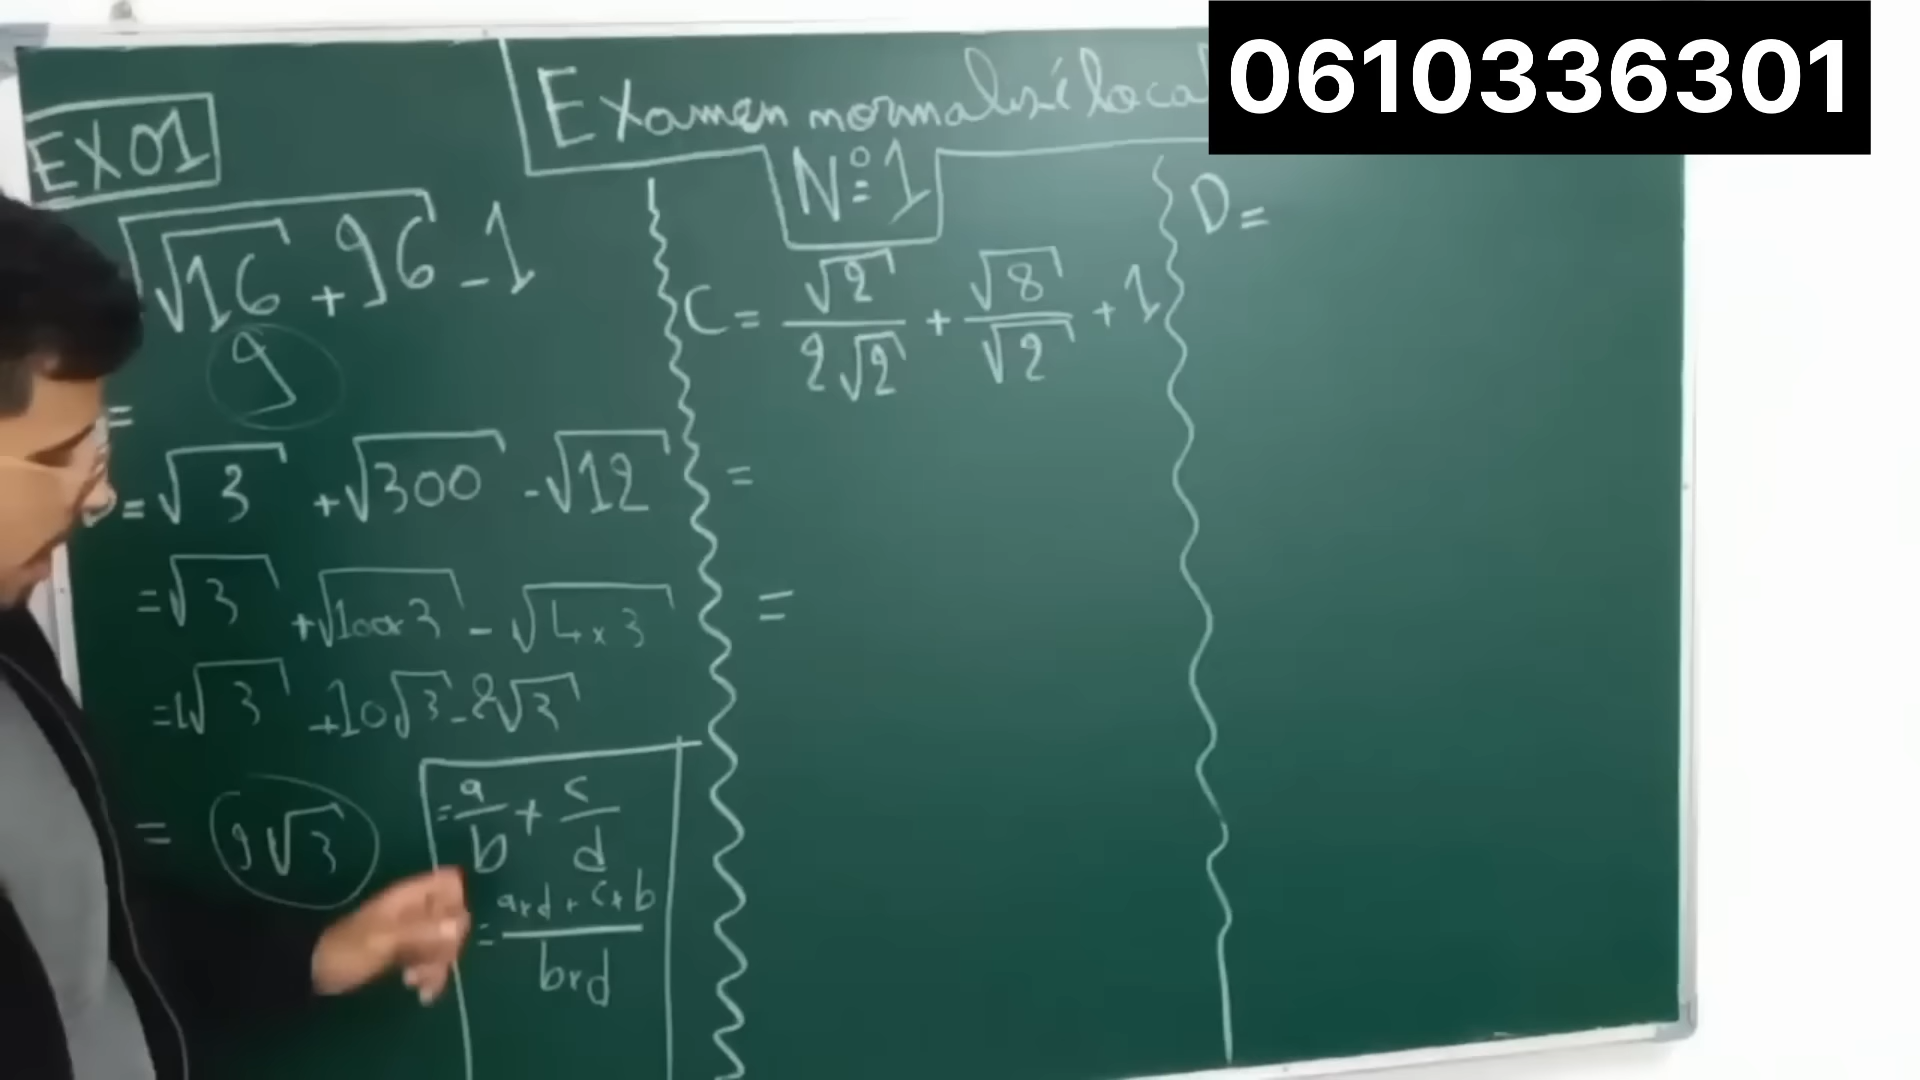 0610336301
Examen normalisé local
N°1
EX01
√(√16 + 96) - 1
= 9
= √3 + √300 - √12
= √3 + √(100×3) - √(4×3)
= 1√3 + 10√3 - 2√3
= 9√3
= a/b + c/d
= (a×d + c×b)/(b×d)
C = √2/(2√2) + √8/√2 + 1
=
=
D =